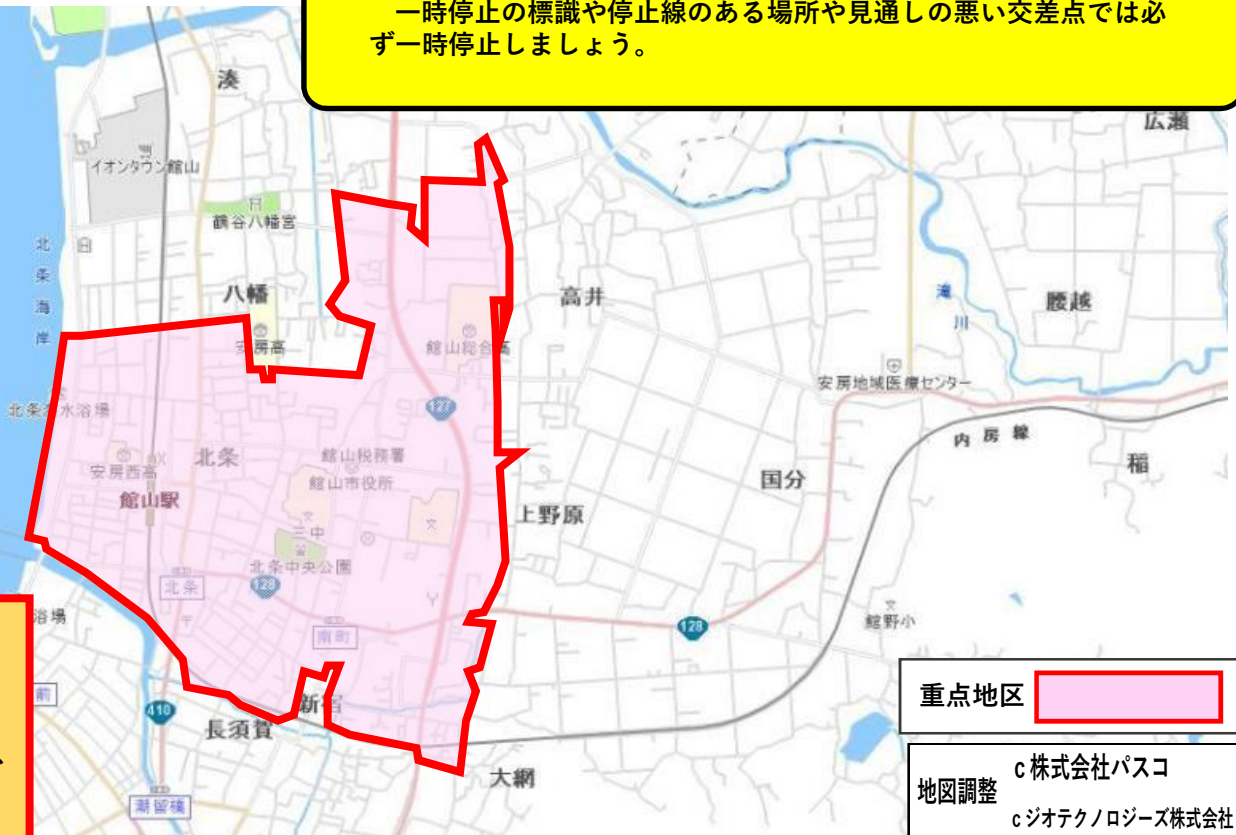 一時停止の標識や停止線のある場所や見通しの悪い交差点では必
ず一時停止しましょう。
湊
広瀬
イオンタウン館山
鶴谷八幡宮
北条海岸
八幡
高井
滝川
腰越
安房高
館山総合高
安房地域医療センター
127
内房線
北条
館山税務署
館山市役所
安房西高
館山駅
国分
稲
上野原
三中
北条中央公園
北条
128
南町
128
館野小
浴場
前
410
新宿
長須賀
大網
潮留橋
重点地区
地図調整
c株式会社パスコ
cジオテクノロジーズ株式会社